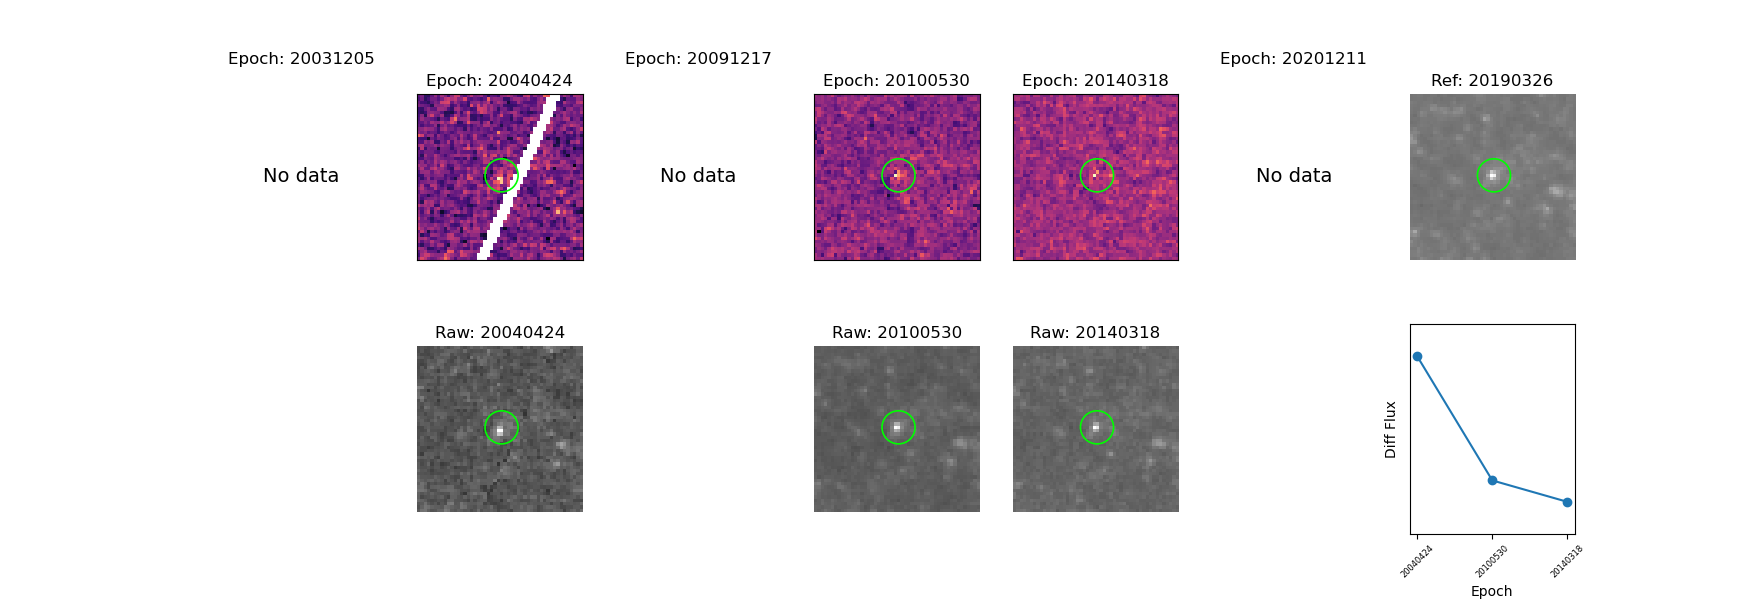 Epoch: 20031205
Epoch: 20040424
Epoch: 20091217
Epoch: 20100530
Epoch: 20140318
Epoch: 20201211
Ref: 20190326
No data
No data
No data
Raw: 20040424
Raw: 20100530
Raw: 20140318
Diff Flux
20040424
20100530
20140318
Epoch